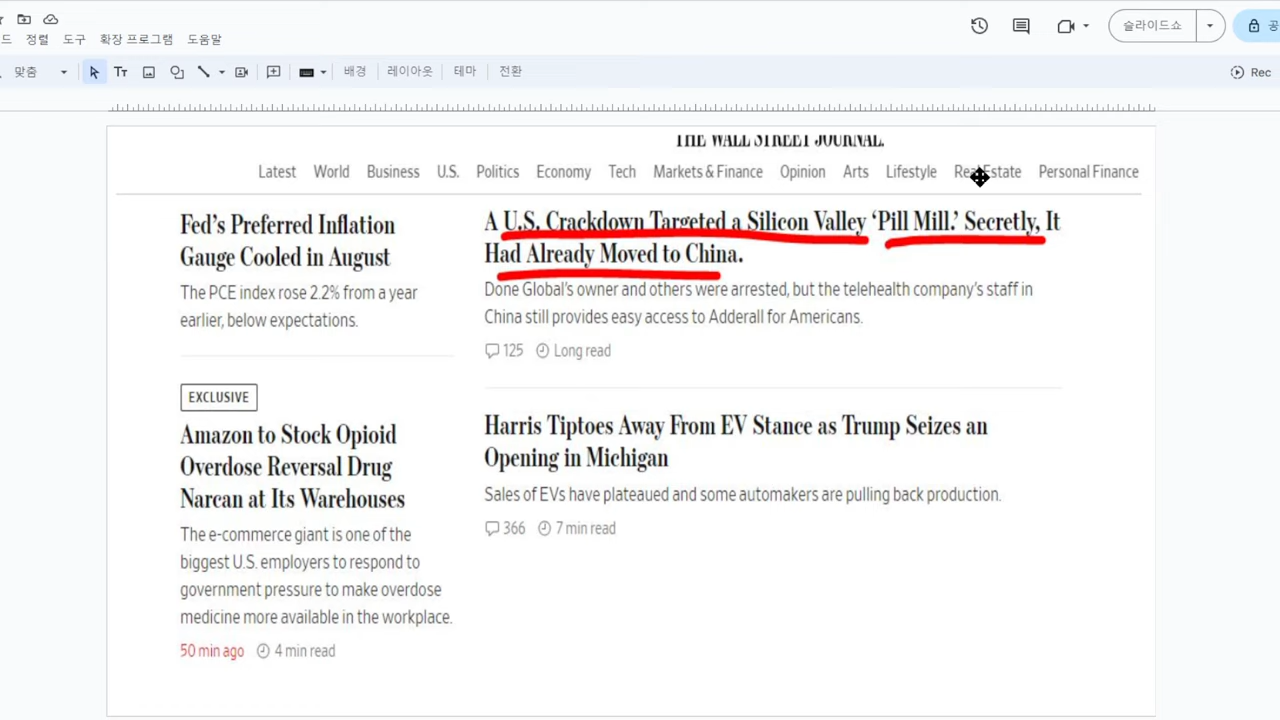 드 정렬 도구 확장 프로그램 도움말
슬라이드쇼
공
맞춤
배경 레이아웃 테마 전환
Rec
THE WALL STREET JOURNAL.
Latest World Business U.S. Politics Economy Tech Markets & Finance Opinion Arts Lifestyle Real Estate Personal Finance
Fed's Preferred Inflation
Gauge Cooled in August
The PCE index rose 2.2% from a year
earlier, below expectations.
EXCLUSIVE
Amazon to Stock Opioid
Overdose Reversal Drug
Narcan at Its Warehouses
The e-commerce giant is one of the
biggest U.S. employers to respond to
government pressure to make overdose
medicine more available in the workplace.
50 min ago 4 min read
A U.S. Crackdown Targeted a Silicon Valley ‘Pill Mill.’ Secretly, It
Had Already Moved to China.
Done Global's owner and others were arrested, but the telehealth company's staff in
China still provides easy access to Adderall for Americans.
125 Long read
Harris Tiptoes Away From EV Stance as Trump Seizes an
Opening in Michigan
Sales of EVs have plateaued and some automakers are pulling back production.
366 7 min read